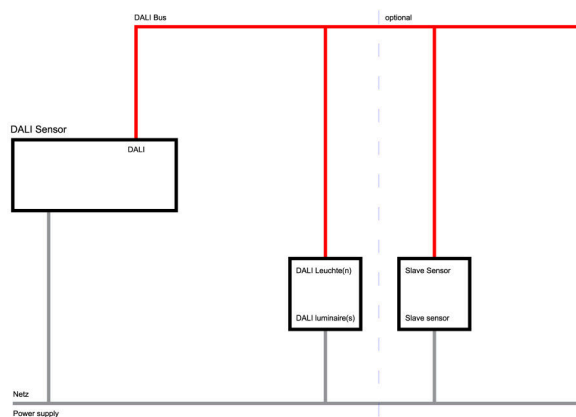 DALI Bus
optional
DALI Sensor
DALI
DALI Leuchte(n)
DALI luminaire(s)
Slave Sensor
Slave sensor
Netz
Power supply